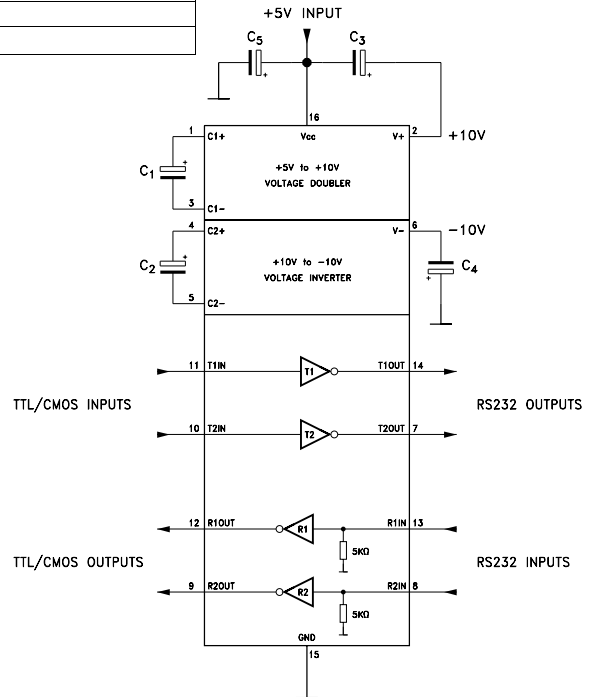 +5V INPUT
C5
C3
+
+
16
1
C1+
Vcc
V+
2
+10V
C1
+
+5V to +10V
VOLTAGE DOUBLER
3
C1-
4
C2+
V-
6
-10V
C2
+
+10V to -10V
VOLTAGE INVERTER
+
C4
5
C2-
11
T1IN
T1
T1OUT
14
TTL/CMOS INPUTS
RS232 OUTPUTS
10
T2IN
T2
T2OUT
7
12
R1OUT
R1
R1IN
13
5KΩ
TTL/CMOS OUTPUTS
RS232 INPUTS
9
R2OUT
R2
R2IN
8
5KΩ
GND
15